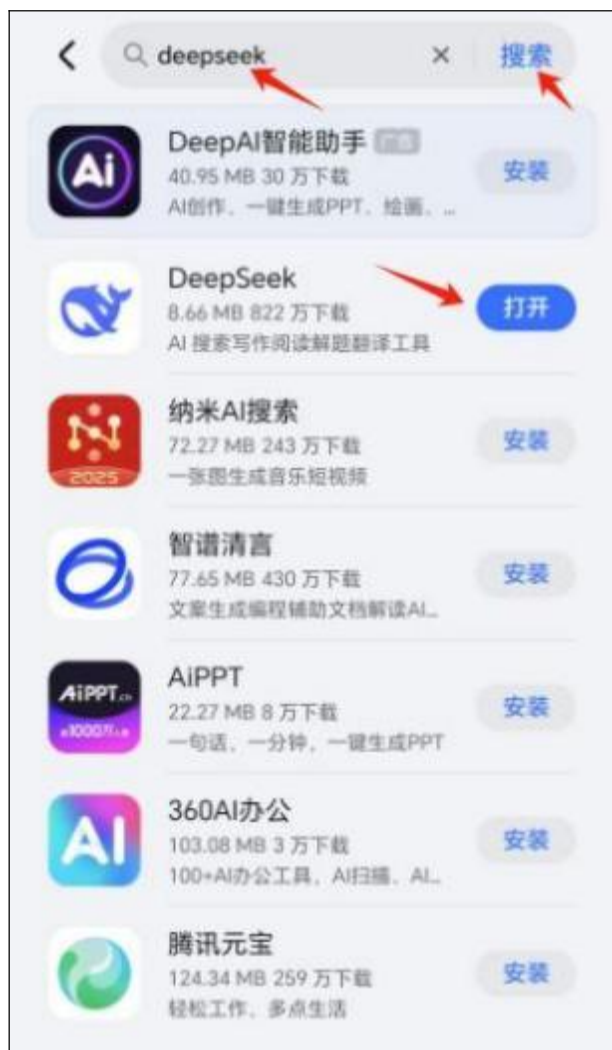 deepseek
搜索
Ai
DeepAI智能助手 广告
40.95 MB 30 万下载
安装
AI创作、一键生成PPT、绘画、...
DeepSeek
8.66 MB 822 万下载
打开
AI 搜索写作阅读解题翻译工具
纳米AI搜索
72.27 MB 243 万下载
安装
2025
一张图生成音乐短视频
智谱清言
77.65 MB 430 万下载
安装
文案生成编程辅助文档解读AI...
AiPPT
AiPPT.cn
22.27 MB 8 万下载
安装
一句话，一分钟，一键生成PPT
360AI办公
AI
103.08 MB 3 万下载
安装
100+AI办公工具，AI扫描、AI...
腾讯元宝
124.34 MB 259 万下载
安装
轻松工作，多点生活